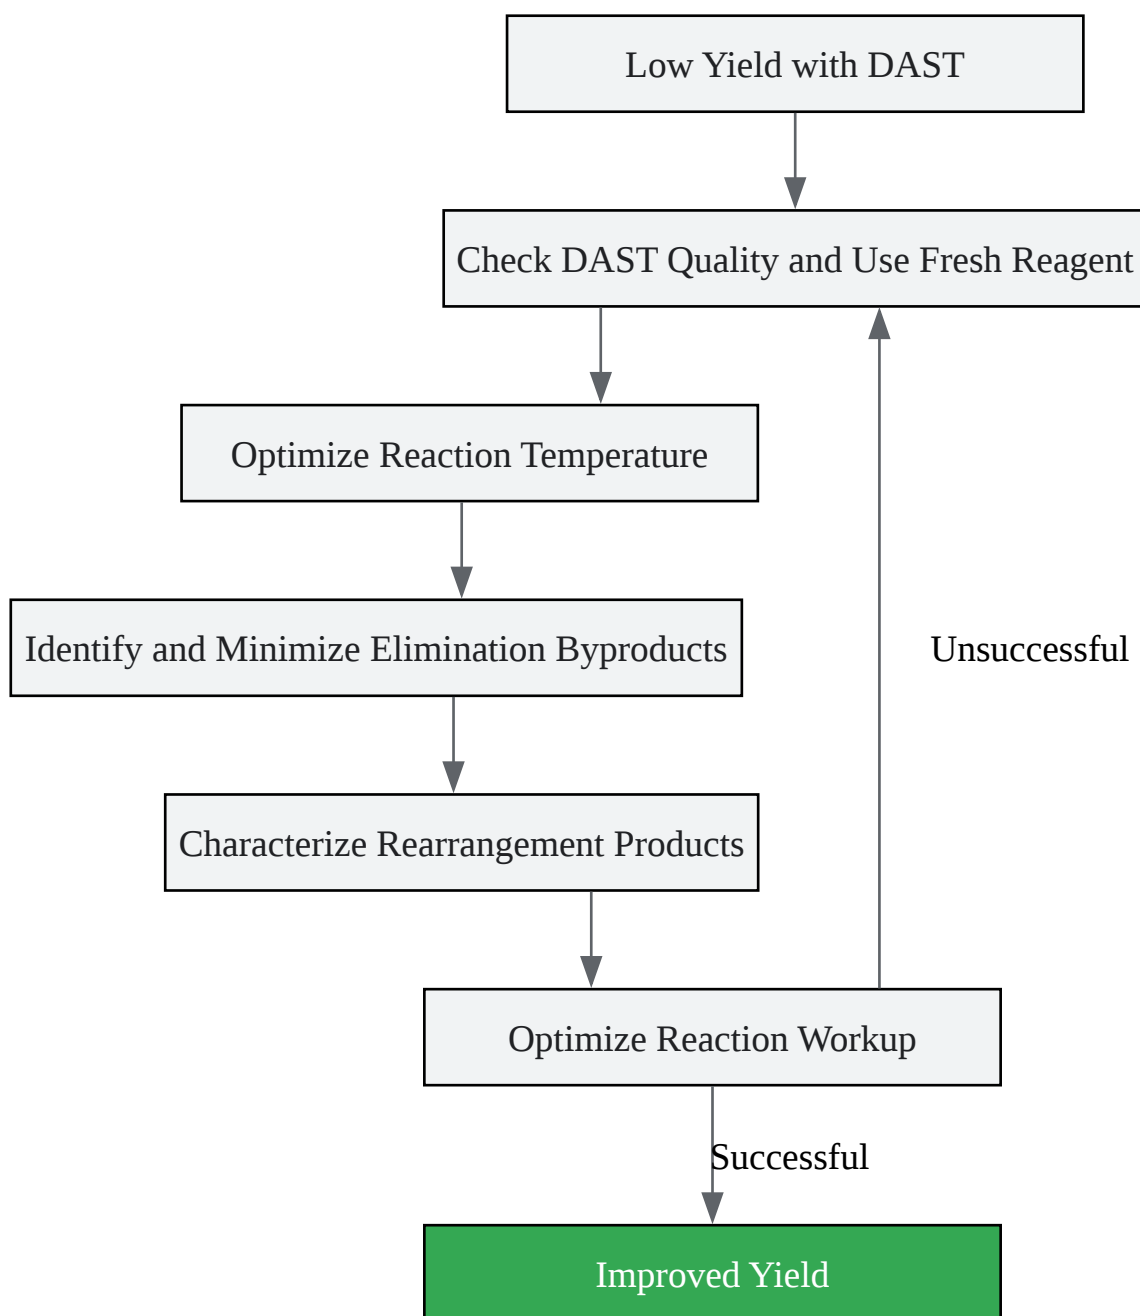 Low Yield with DAST
Check DAST Quality and Use Fresh Reagent
Optimize Reaction Temperature
Identify and Minimize Elimination Byproducts
Unsuccessful
Characterize Rearrangement Products
Optimize Reaction Workup
Successful
Improved Yield